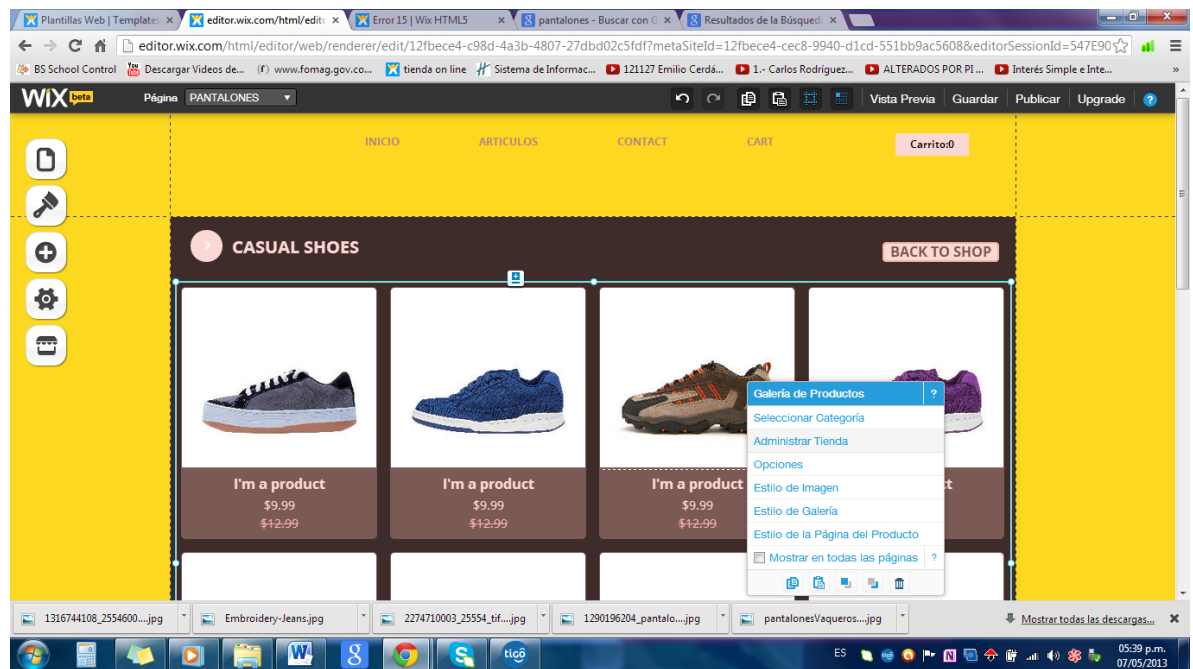 Plantillas Web | Template
editor.wix.com/html/edit
Error 15 | Wix HTML5
pantalones - Buscar con G
Resultados de la Búsqued
editor.wix.com/html/editor/web/renderer/edit/12fbece4-c98d-4a3b-4807-27dbd02c5fdf?metaSiteId=12fbece4-cec8-9940-d1cd-551bb9ac5608&editorSessionId=547E90
BS School Control
Descargar Videos de...
www.fomag.gov.co...
tienda on line
Sistema de Informac...
121127 Emilio Cerdá...
1.- Carlos Rodríguez...
ALTERADOS POR PI ...
Interés Simple e Inte...
WiX beta
Página
PANTALONES
Vista Previa
Guardar
Publicar
Upgrade
?
INICIO
ARTICULOS
CONTACT
CART
Carrito:0
CASUAL SHOES
BACK TO SHOP
I'm a product
$9.99
$12.99
I'm a product
$9.99
$12.99
I'm a product
$9.99
$12.99
Galería de Productos ?
Seleccionar Categoría
Administrar Tienda
Opciones
Estilo de Imagen
Estilo de Galería
Estilo de la Página del Producto
Mostrar en todas las páginas ?
1316744108_2554600....jpg
Embroidery-Jeans.jpg
2274710003_25554_tif....jpg
1290196204_pantalo....jpg
pantalonesVaqueros....jpg
Mostrar todas las descargas...
tigo
ES
05:39 p.m.
07/05/2013